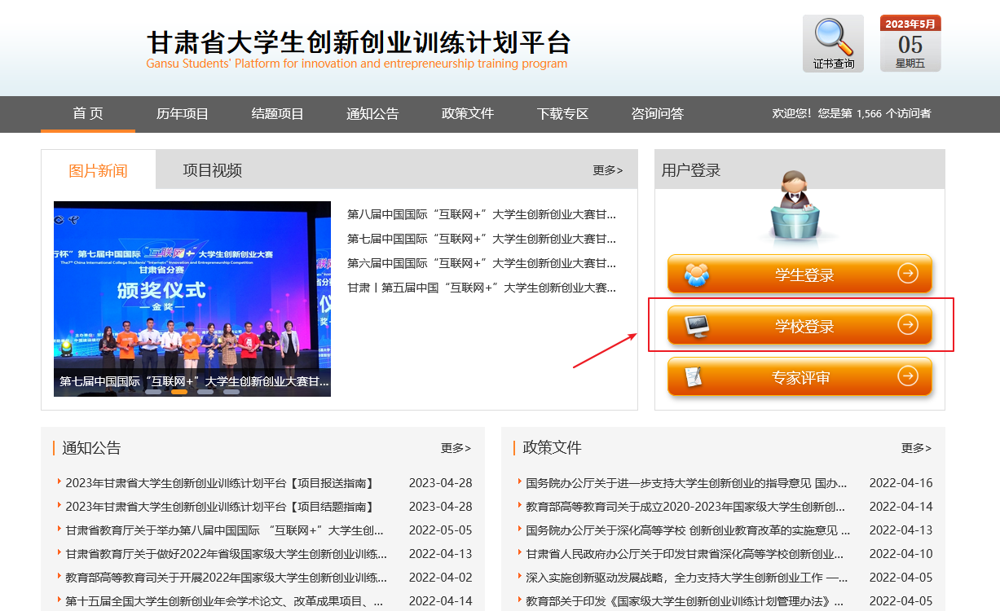 甘肃省大学生创新创业训练计划平台
Gansu Students' Platform for innovation and entrepreneurship training program
证书查询
2023年5月
05
星期五
首 页
历年项目
结题项目
通知公告
政策文件
下载专区
咨询问答
欢迎您！您是第 1,566 个访问者
图片新闻
项目视频
更多>
行杯”第七届中国国际“互联网+”大学生创新创业大赛
The7th China International College Students' "Internet+" Innovation and Entrepreneurship Competition
甘肃省分赛
颁奖仪式
—金奖—
第七届中国国际“互联网+”大学生创新创业大赛甘...
第八届中国国际“互联网+”大学生创新创业大赛甘...
第七届中国国际“互联网+”大学生创新创业大赛甘...
第六届中国国际“互联网+”大学生创新创业大赛甘...
甘肃丨第五届中国“互联网+”大学生创新创业大赛...
用户登录
学生登录
学校登录
专家评审
通知公告
更多>
2023年甘肃省大学生创新创业训练计划平台【项目报送指南】 2023-04-28
2023年甘肃省大学生创新创业训练计划平台【项目结题指南】 2023-04-28
甘肃省教育厅关于举办第八届中国国际 “互联网+”大学生创... 2022-05-05
甘肃省教育厅关于做好2022年省级国家级大学生创新创业训练... 2022-04-13
教育部高等教育司关于开展2022年国家级大学生创新创业训练... 2022-04-02
第十五届全国大学生创新创业年会学术论文、改革成果项目、... 2022-04-14
政策文件
更多>
国务院办公厅关于进一步支持大学生创新创业的指导意见 国办... 2022-04-16
教育部高等教育司关于成立2020-2023年国家级大学生创新创... 2022-04-14
国务院办公厅关于深化高等学校 创新创业教育改革的实施意见 ... 2022-04-13
甘肃省人民政府办公厅关于印发甘肃省深化高等学校创新创业... 2022-04-10
深入实施创新驱动发展战略，全力支持大学生创新创业工作 —... 2022-04-05
教育部关于印发《国家级大学生创新创业训练计划管理办法》... 2022-04-05